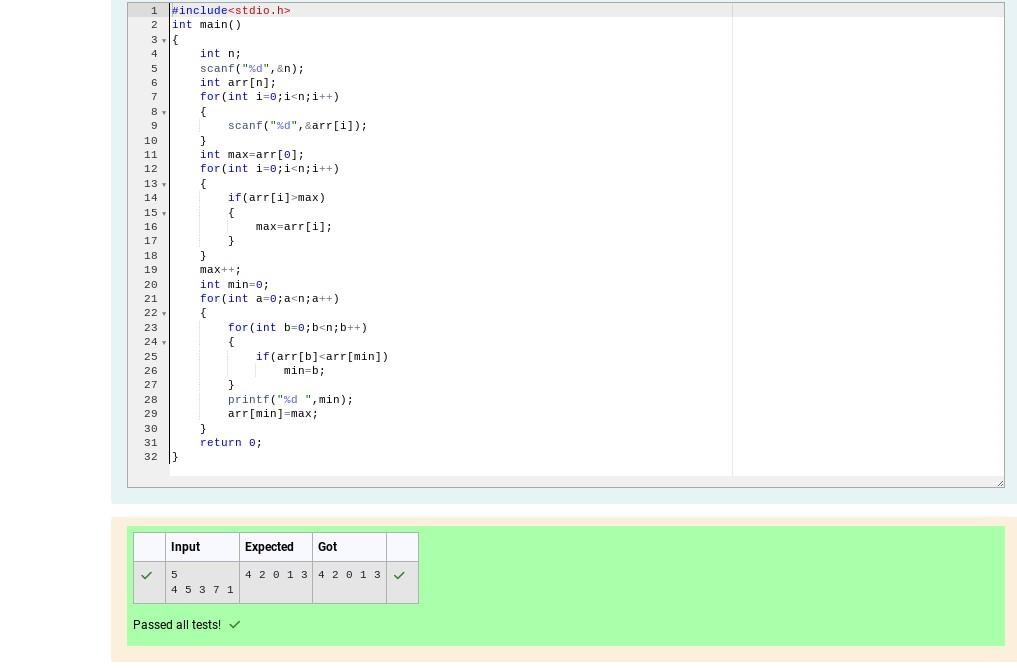 1 #include<stdio.h>
2 int main()
3 {
4     int n;
5     scanf("%d",&n);
6     int arr[n];
7     for(int i=0;i<n;i++)
8     {
9         scanf("%d",&arr[i]);
10     }
11     int max=arr[0];
12     for(int i=0;i<n;i++)
13     {
14         if(arr[i]>max)
15         {
16             max=arr[i];
17         }
18     }
19     max++;
20     int min=0;
21     for(int a=0;a<n;a++)
22     {
23         for(int b=0;b<n;b++)
24         {
25             if(arr[b]<arr[min])
26                 min=b;
27         }
28         printf("%d ",min);
29         arr[min]=max;
30     }
31     return 0;
32 }
Input Expected Got
5 4 2 0 1 3 4 2 0 1 3
4 5 3 7 1
Passed all tests!